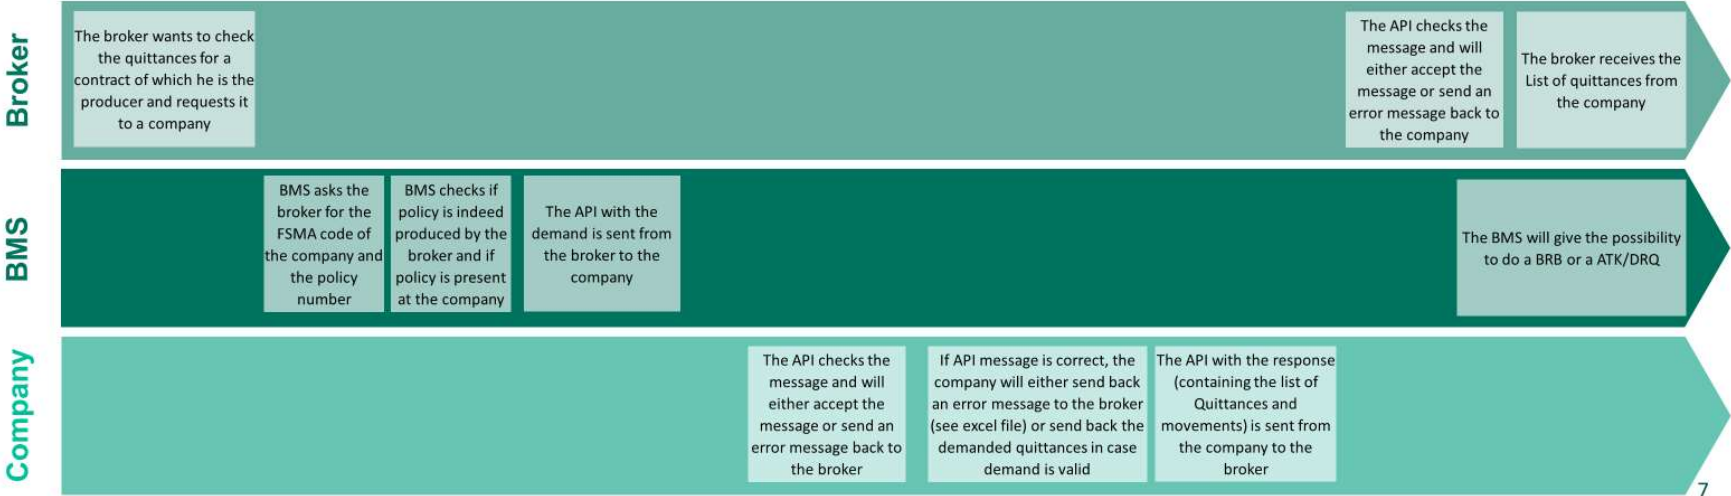 Broker
The broker wants to check
the quittances for a
contract of which he is the
producer and requests it
to a company
The API checks the
message and will
either accept the
message or send an
error message back to
the company
The broker receives the
List of quittances from
the company
BMS
BMS asks the
broker for the
FSMA code of
the company and
the policy
number
BMS checks if
policy is indeed
produced by the
broker and if
policy is present
at the company
The API with the
demand is sent from
the broker to the
company
The BMS will give the possibility
to do a BRB or a ATK/DRQ
Company
The API checks the
message and will
either accept the
message or send an
error message back to
the broker
If API message is correct, the
company will either send back
an error message to the broker
(see excel file) or send back the
demanded quittances in case
demand is valid
The API with the response
(containing the list of
Quittances and
movements) is sent from
the company to the
broker
7